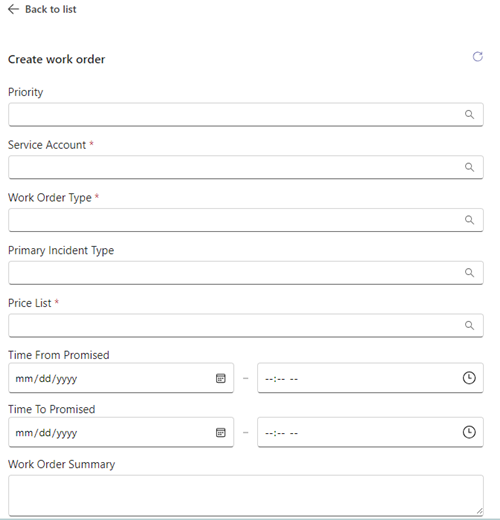 Back to list
Create work order
Priority
Service Account *
Work Order Type *
Primary Incident Type
Price List *
Time From Promised
mm/dd/yyyy – --:-- --
Time To Promised
mm/dd/yyyy – --:-- --
Work Order Summary